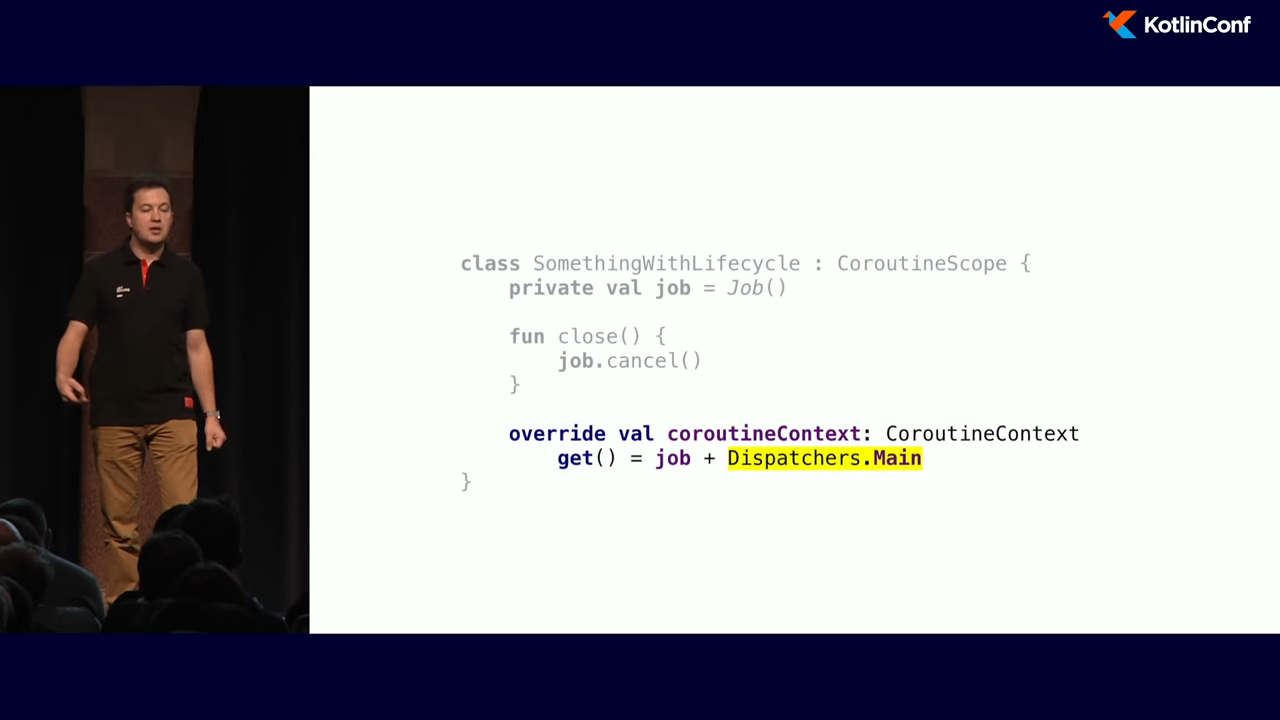 KotlinConf
class SomethingWithLifecycle : CoroutineScope {
private val job = Job()
fun close() {
job.cancel()
}
override val coroutineContext: CoroutineContext
get() = job + Dispatchers.Main
}